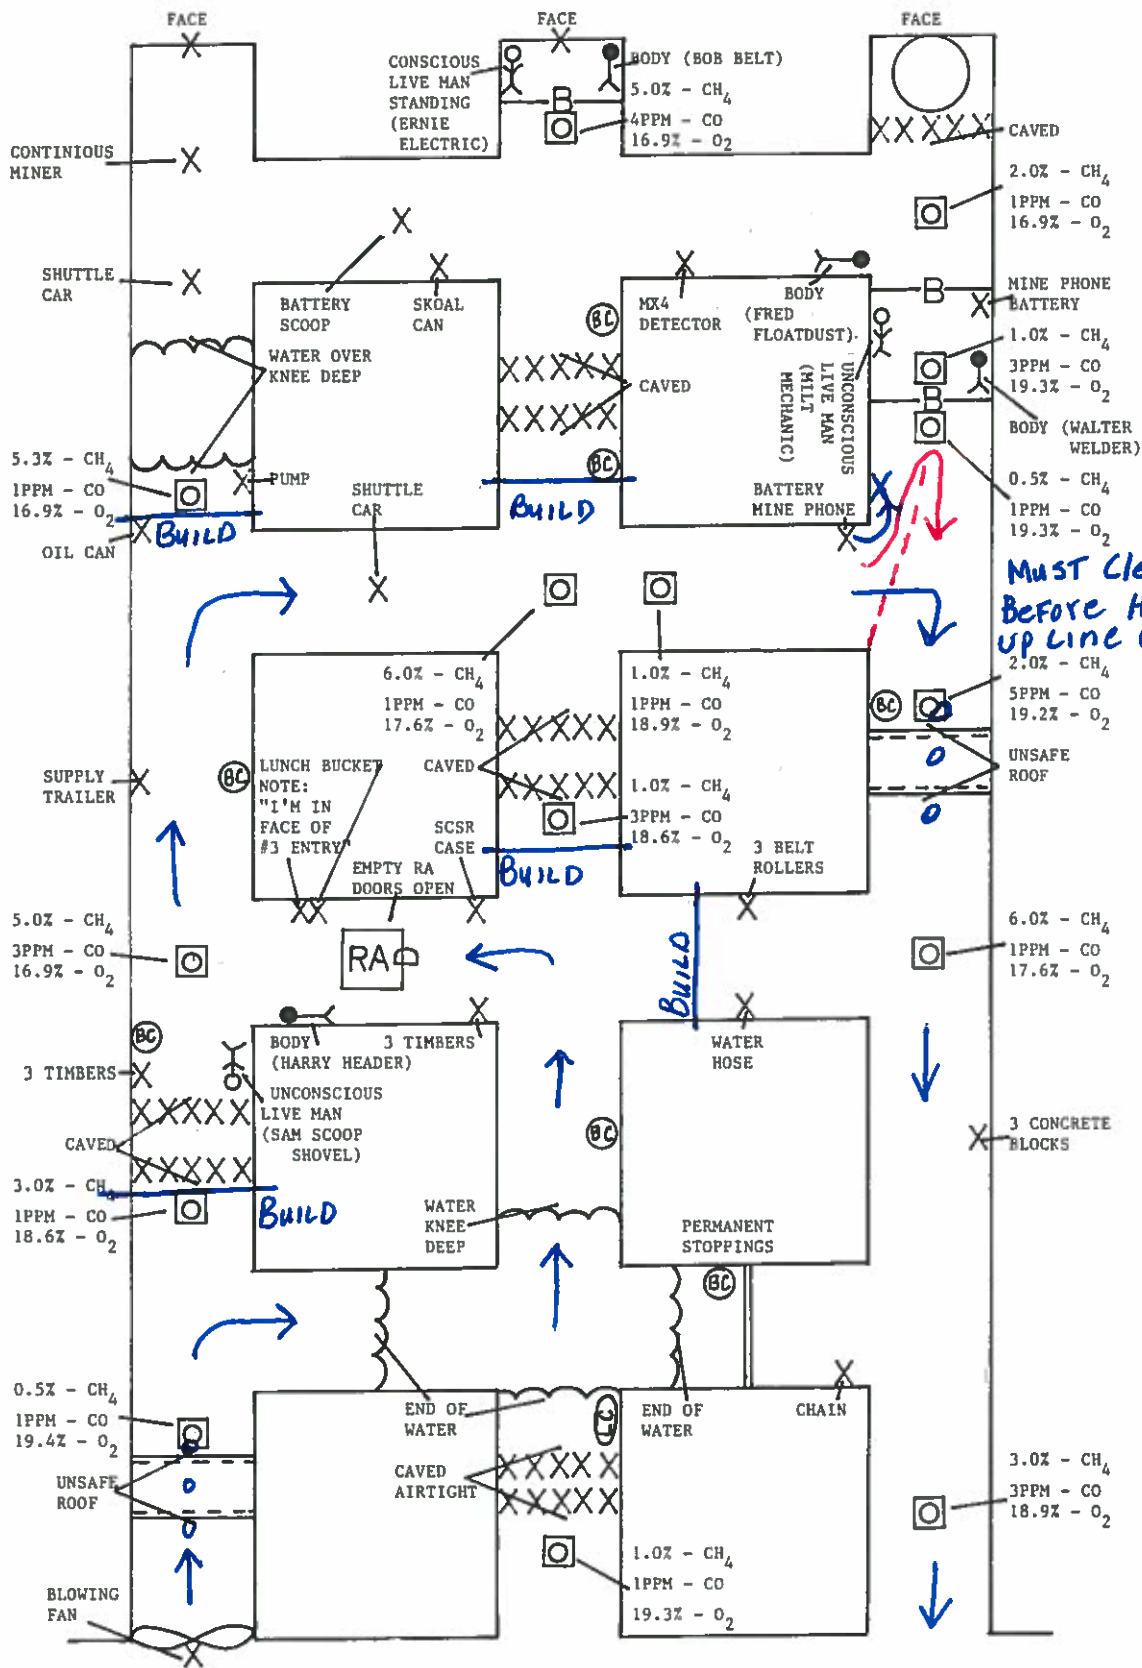 FACE
FACE
FACE
CONSCIOUS
LIVE MAN
STANDING
(ERNIE
ELECTRIC)
BODY (BOB BELT)
5.0% - CH4
4PPM - CO
16.9% - O2
B
CAVED
CONTINIOUS
MINER
2.0% - CH4
1PPM - CO
16.9% - O2
SHUTTLE
CAR
BATTERY
SCOOP
SKOAL
CAN
MX4
DETECTOR
BODY
(FRED
FLOATDUST)
B
MINE PHONE
BATTERY
BC
WATER OVER
KNEE DEEP
CAVED
UNCONSCIOUS
LIVE MAN
(MILT
MECHANIC)
1.0% - CH4
3PPM - CO
19.3% - O2
B
BODY (WALTER
WELDER)
5.3% - CH4
1PPM - CO
16.9% - O2
PUMP
SHUTTLE
CAR
BC
BATTERY
MINE PHONE
0.5% - CH4
1PPM - CO
19.3% - O2
BUILD
BUILD
OIL CAN
MUST Cle
BeFore H
up Line
6.0% - CH4
1PPM - CO
17.6% - O2
1.0% - CH4
1PPM - CO
18.9% - O2
BC
2.0% - CH4
5PPM - CO
19.2% - O2
UNSAFE
ROOF
SUPPLY
TRAILER
BC
LUNCH BUCKET
NOTE:
"I'M IN
FACE OF
#3 ENTRY"
CAVED
1.0% - CH4
3PPM - CO
18.6% - O2
SCSR
CASE
BUILD
EMPTY RA
DOORS OPEN
3 BELT
ROLLERS
5.0% - CH4
3PPM - CO
16.9% - O2
RA
BUILD
6.0% - CH4
1PPM - CO
17.6% - O2
BC
3 TIMBERS
BODY
(HARRY HEADER)
3 TIMBERS
WATER
HOSE
UNCONSCIOUS
LIVE MAN
(SAM SCOOP
SHOVEL)
BC
3 CONCRETE
BLOCKS
CAVED
3.0% - CH4
1PPM - CO
18.6% - O2
BUILD
WATER
KNEE
DEEP
PERMANENT
STOPPINGS
BC
0.5% - CH4
1PPM - CO
19.4% - O2
END OF
WATER
END OF
WATER
CHAIN
UNSAFE
ROOF
CAVED
AIRTIGHT
3.0% - CH4
3PPM - CO
18.9% - O2
1.0% - CH4
1PPM - CO
19.3% - O2
BLOWING
FAN